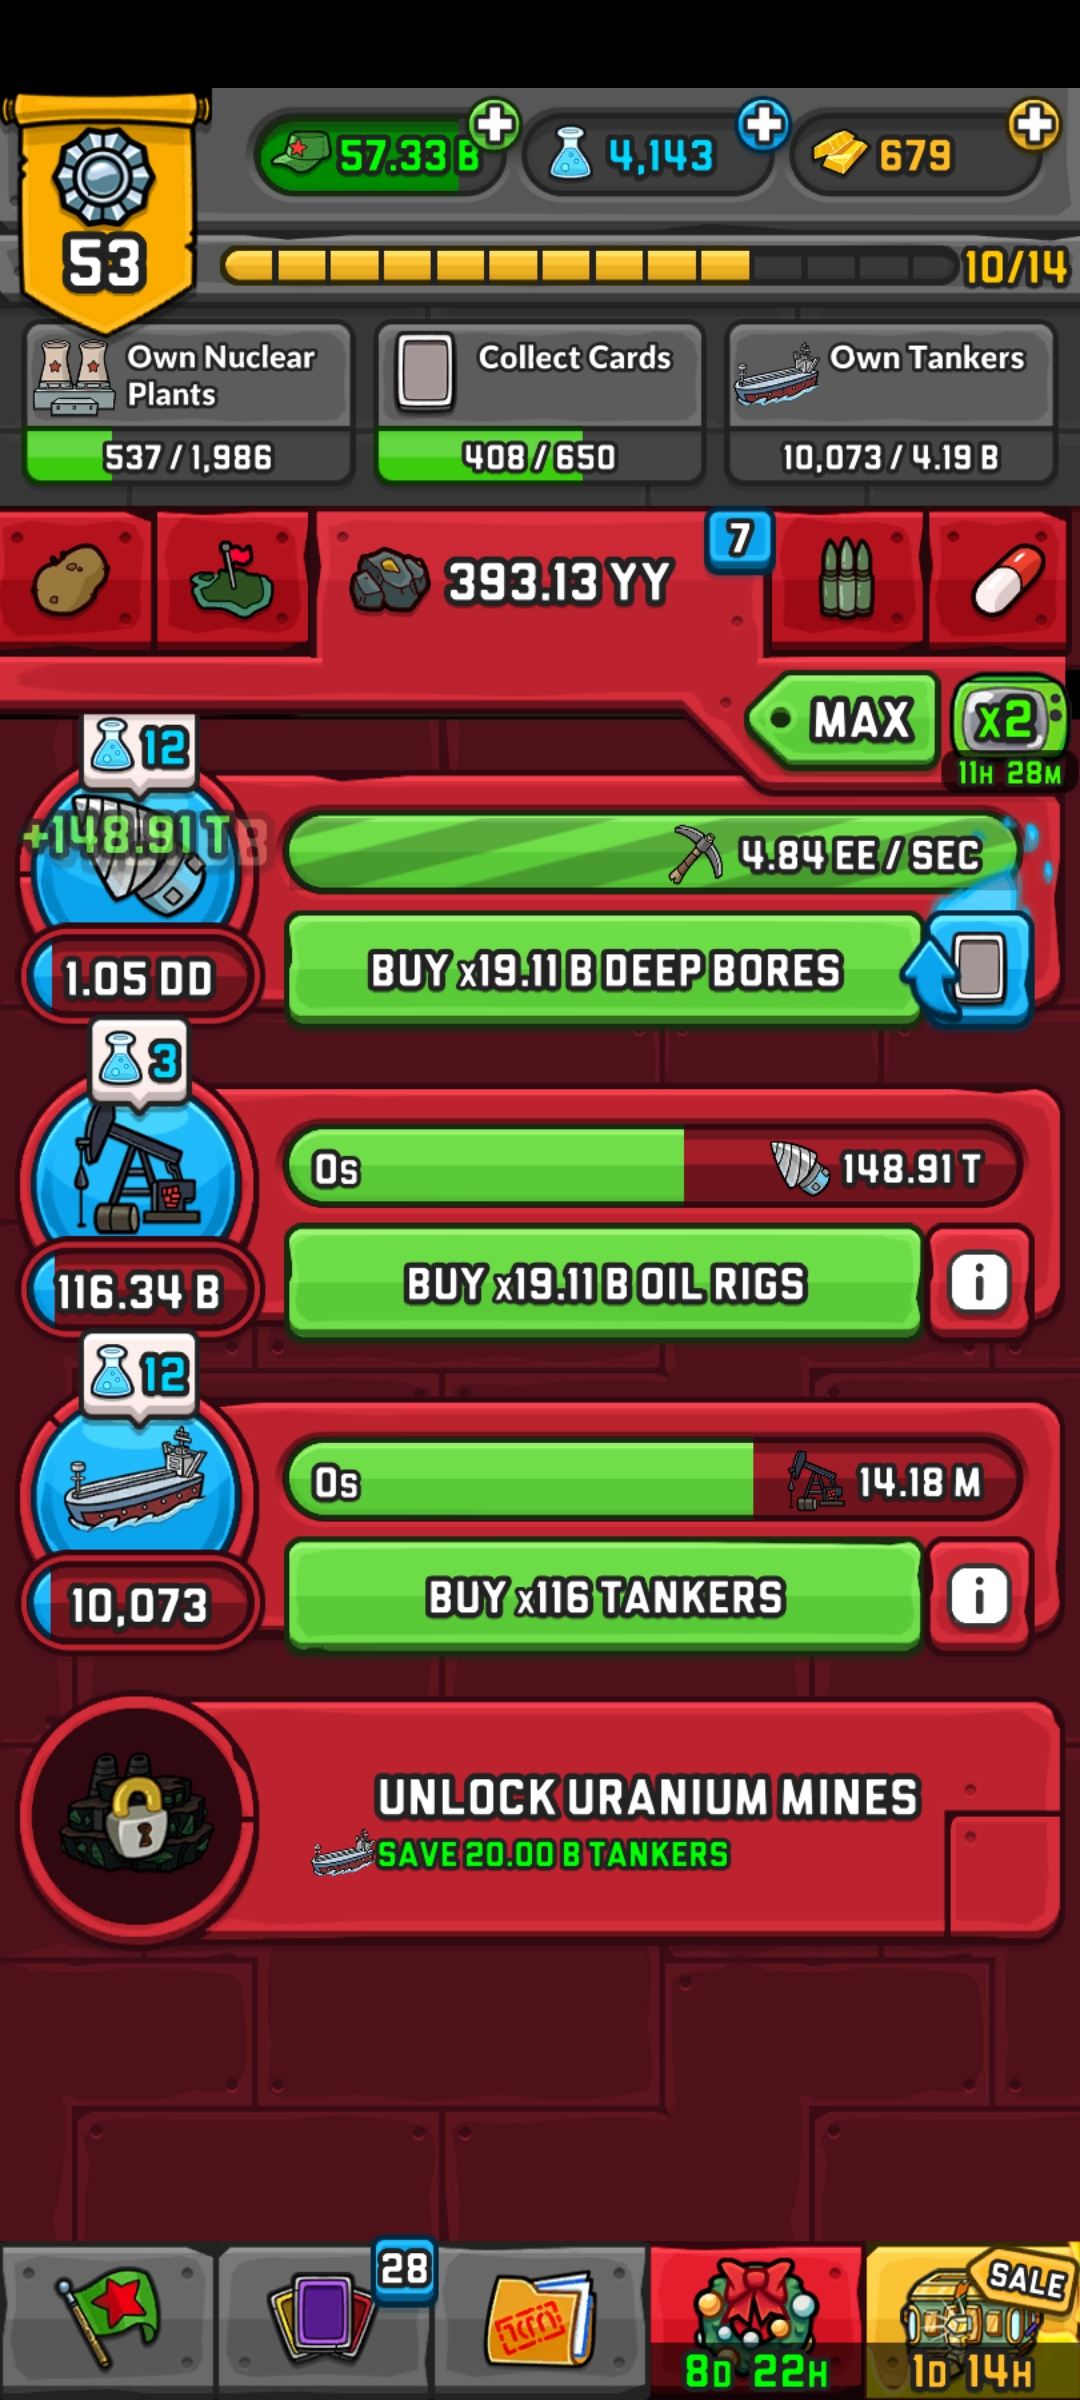 57.33 B
4,143
679
53
10/14
Own Nuclear
Plants
537 / 1,986
Collect Cards
408 / 650
Own Tankers
10,073 / 4.19 B
393.13 YY
7
MAX
x2
11H 28M
12
+148.91 T
4.84 EE / SEC
1.05 DD
BUY x19.11 B DEEP BORES
3
0s
148.91 T
116.34 B
BUY x19.11 B OIL RIGS
i
12
0s
14.18 M
10,073
BUY x116 TANKERS
i
UNLOCK URANIUM MINES
SAVE 20.00 B TANKERS
28
8D 22H
SALE
1D 14H